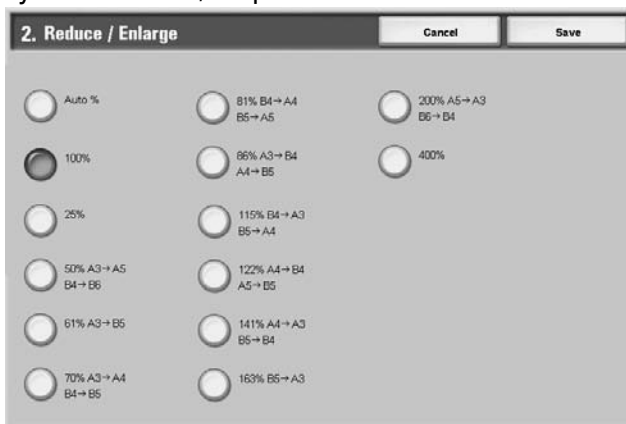 2. Reduce / Enlarge
Cancel
Save
Auto %
100%
25%
50% A3→A5
B4→B6
61% A3→B5
70% A3→A4
B4→B5
81% B4→A4
B5→A5
86% A3→B4
A4→B5
115% B4→A3
B5→A4
122% A4→B4
A5→B5
141% A4→A3
B5→B4
163% B5→A3
200% A5→A3
B6→B4
400%